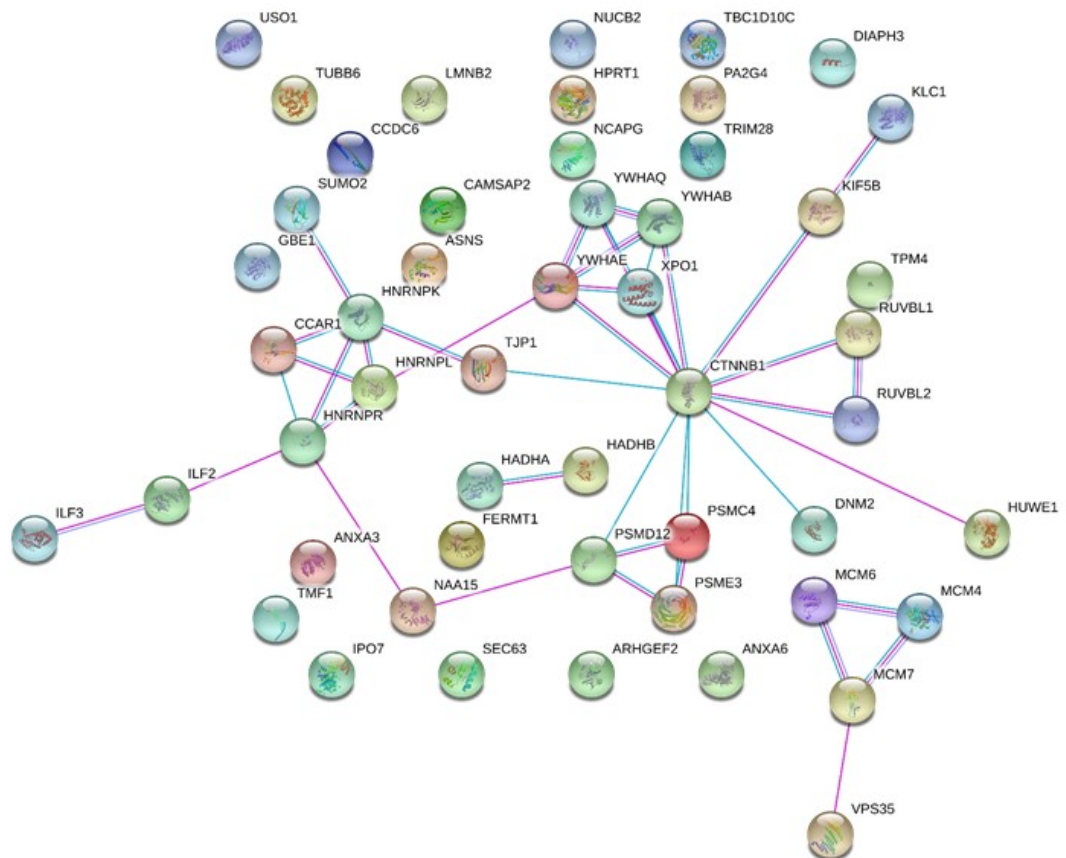 USO1
NUCB2
TBC1D10C
DIAPH3
TUBB6
LMNB2
HPRT1
PA2G4
KLC1
CCDC6
NCAPG
TRIM28
SUMO2
CAMSAP2
YWHAQ
YWHAB
KIF5B
GBE1
ASNS
YWHAE
XPO1
TPM4
HNRNPK
RUVBL1
CCAR1
TJP1
HNRNPL
CTNNB1
RUVBL2
HNRNPR
HADHA
HADHB
ILF2
ILF3
FERMT1
PSMD12
PSMC4
DNM2
HUWE1
ANXA3
NAA15
PSME3
MCM6
MCM4
TMF1
IPO7
SEC63
ARHGEF2
ANXA6
MCM7
VPS35